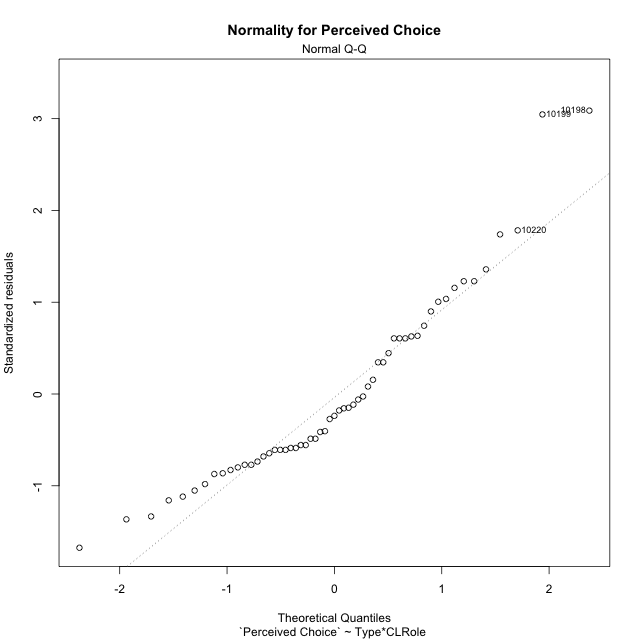 Normality for Perceived Choice
Normal Q-Q
Standardized residuals
3
2
1
0
-1
10198
10199
10220
-2
-1
0
1
2
Theoretical Quantiles
`Perceived Choice` ~ Type*CLRole